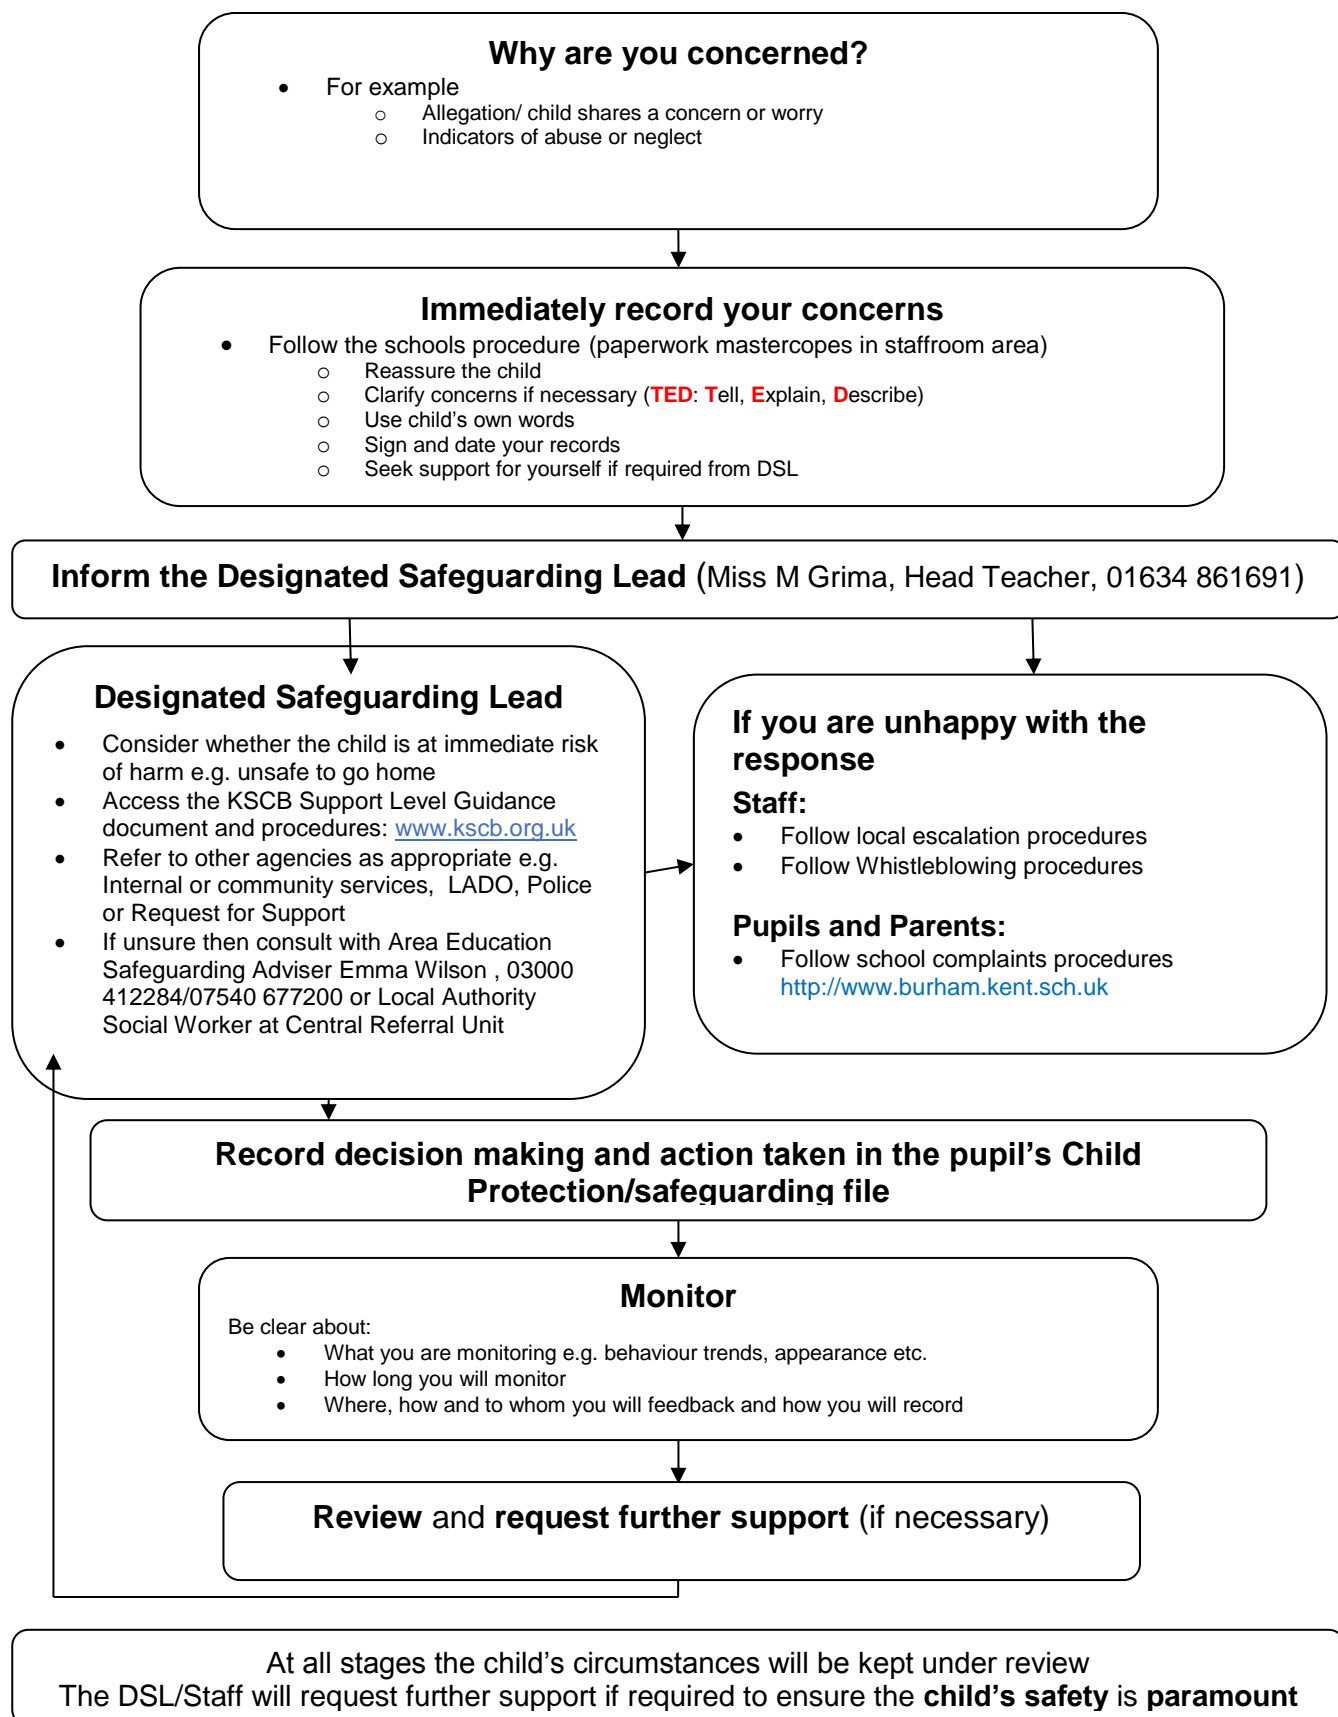 Why are you concerned?
• For example
o Allegation/ child shares a concern or worry
o Indicators of abuse or neglect
Immediately record your concerns
• Follow the schools procedure (paperwork mastercopes in staffroom area)
o Reassure the child
o Clarify concerns if necessary (TED: Tell, Explain, Describe)
o Use child’s own words
o Sign and date your records
o Seek support for yourself if required from DSL
Inform the Designated Safeguarding Lead (Miss M Grima, Head Teacher, 01634 861691)
Designated Safeguarding Lead
• Consider whether the child is at immediate risk
of harm e.g. unsafe to go home
• Access the KSCB Support Level Guidance
document and procedures: www.kscb.org.uk
• Refer to other agencies as appropriate e.g.
Internal or community services, LADO, Police
or Request for Support
• If unsure then consult with Area Education
Safeguarding Adviser Emma Wilson , 03000
412284/07540 677200 or Local Authority
Social Worker at Central Referral Unit
If you are unhappy with the
response
Staff:
• Follow local escalation procedures
• Follow Whistleblowing procedures
Pupils and Parents:
• Follow school complaints procedures
http://www.burham.kent.sch.uk
Record decision making and action taken in the pupil’s Child
Protection/safeguarding file
Monitor
Be clear about:
• What you are monitoring e.g. behaviour trends, appearance etc.
• How long you will monitor
• Where, how and to whom you will feedback and how you will record
Review and request further support (if necessary)
At all stages the child’s circumstances will be kept under review
The DSL/Staff will request further support if required to ensure the child’s safety is paramount